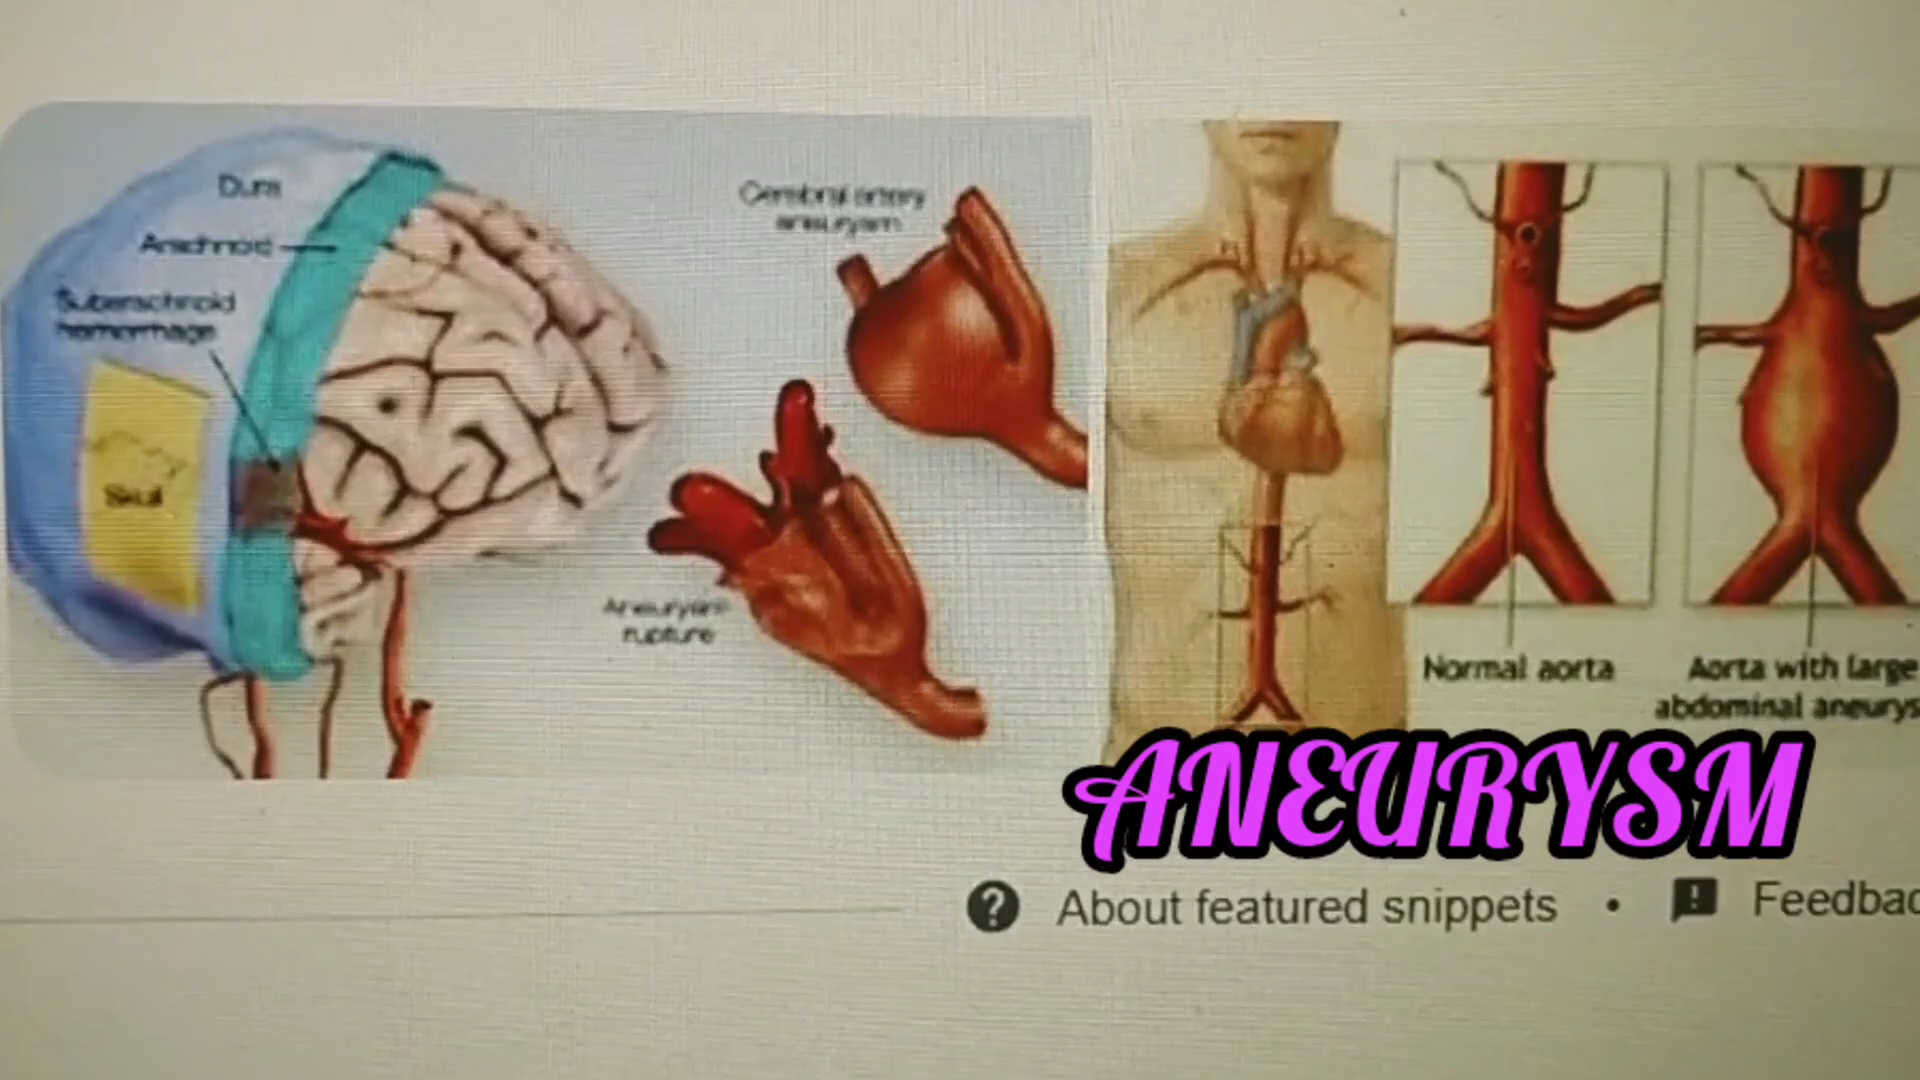 Dura
Arachnoid
Subarachnoid
hemorrhage
Skull
Cerebral artery
aneurysm
Aneurysm
rupture
Normal aorta
Aorta with large
abdominal aneurys
ANEURYSM
About featured snippets • Feedbac